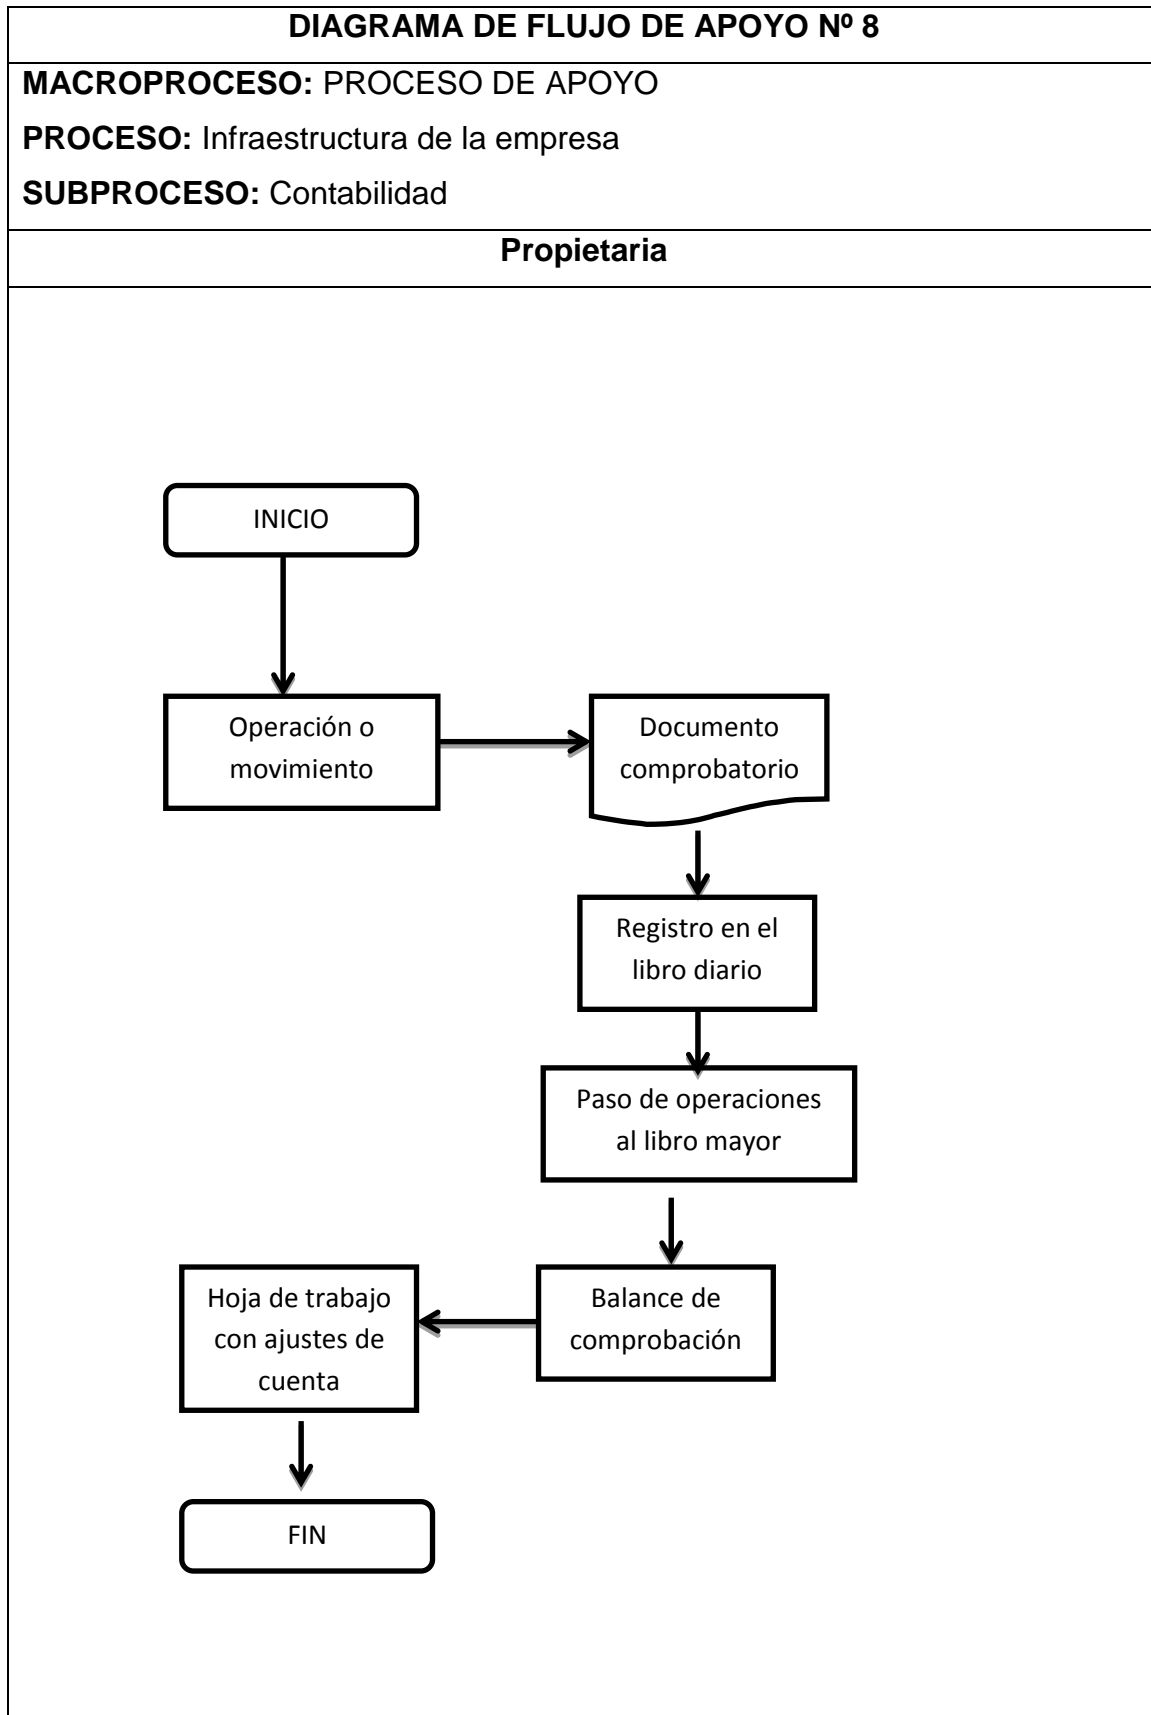 DIAGRAMA DE FLUJO DE APOYO Nº 8
MACROPROCESO: PROCESO DE APOYO
PROCESO: Infraestructura de la empresa
SUBPROCESO: Contabilidad
Propietaria
INICIO
Operación o
movimiento
Documento
comprobatorio
Registro en el
libro diario
Paso de operaciones
al libro mayor
Balance de
comprobación
Hoja de trabajo
con ajustes de
cuenta
FIN